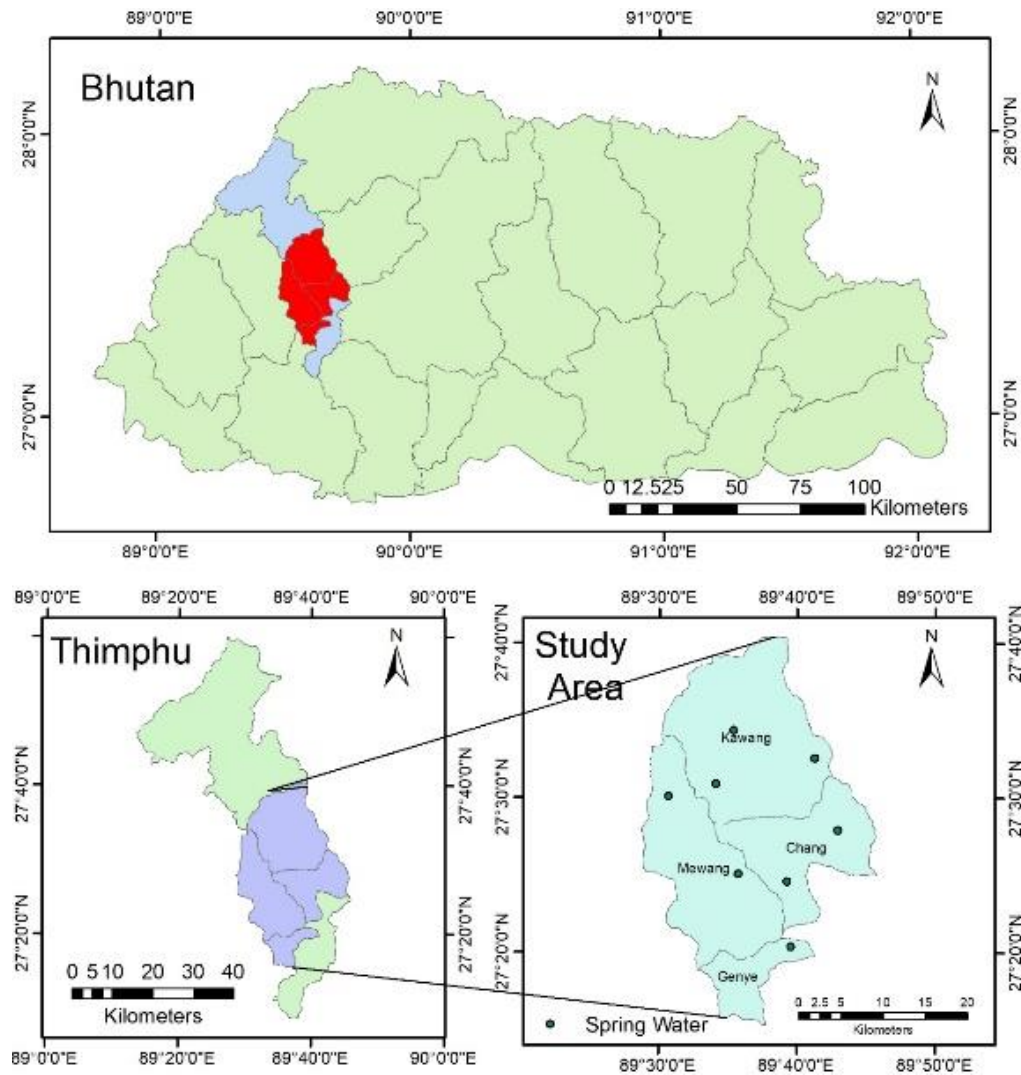 89°0'0"E 90°0'0"E 91°0'0"E 92°0'0"E
Bhutan
N
28°0'0"N 28°0'0"N
27°0'0"N 27°0'0"N
0 12.525 50 75 100
Kilometers
89°0'0"E 90°0'0"E 91°0'0"E 92°0'0"E
89°0'0"E 89°20'0"E 89°40'0"E 90°0'0"E
Thimphu
N
27°40'0"N
27°20'0"N
0 5 10 20 30 40
Kilometers
89°0'0"E 89°20'0"E 89°40'0"E 90°0'0"E
89°30'0"E 89°40'0"E 89°50'0"E
Study
Area
N
27°40'0"N 27°40'0"N
27°30'0"N 27°30'0"N
27°20'0"N 27°20'0"N
Kawang
Chang
Mewang
Genye
Spring Water
0 2.5 5 10 15 20
Kilometers
89°30'0"E 89°40'0"E 89°50'0"E